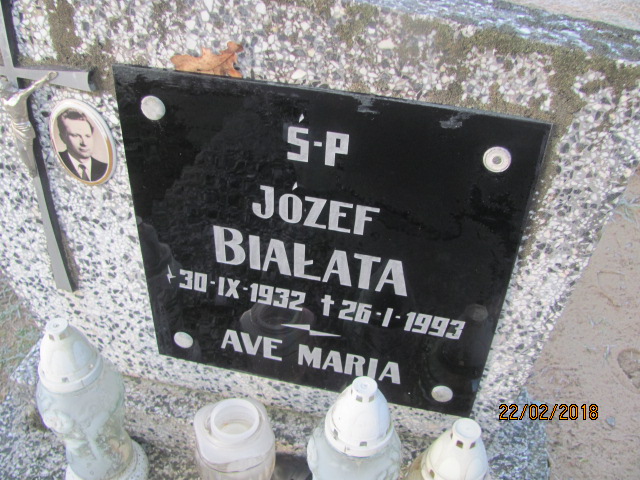 Ś-P
JÓZEF
BIAŁATA
*30-IX-1932 †26-I-1993
AVE MARIA
22/02/2018